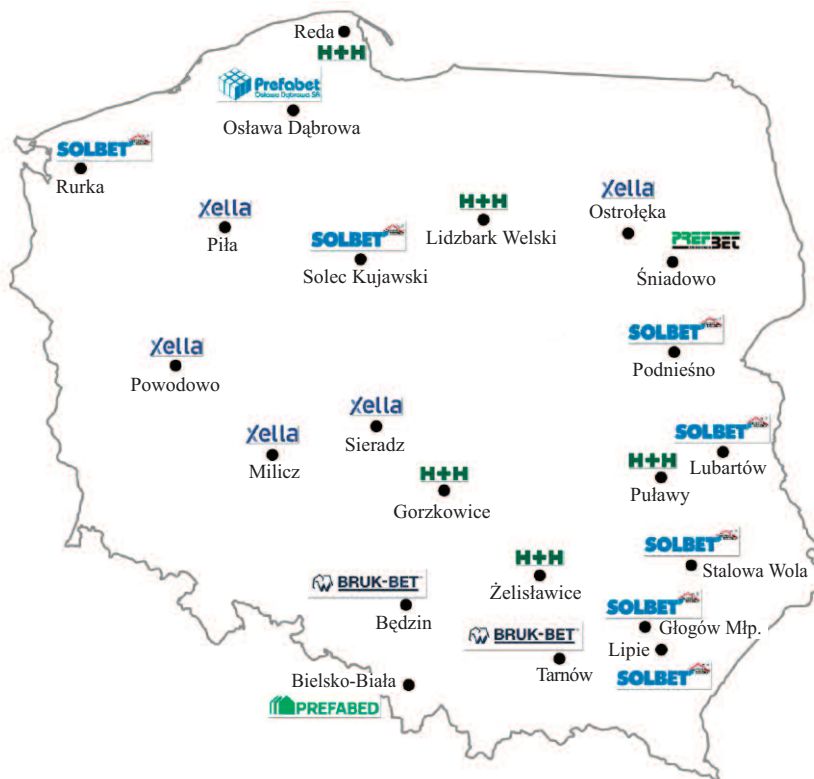 Reda
H+H
Prefabet
Osława Dąbrowa SA
Osława Dąbrowa
SOLBET
Rurka
Xella
Piła
SOLBET
Solec Kujawski
H+H
Lidzbark Welski
Xella
Ostrołęka
PREFBET
Śniadowo
Xella
Powodowo
SOLBET
Podnieśno
Xella
Milicz
Xella
Sieradz
H+H
Gorzkowice
SOLBET
Lubartów
H+H
Puławy
BRUK-BET
Będzin
H+H
Żelisławice
SOLBET
Stalowa Wola
SOLBET
Głogów Młp.
BRUK-BET
Tarnów
Lipie
SOLBET
Bielsko-Biała
PREFABED